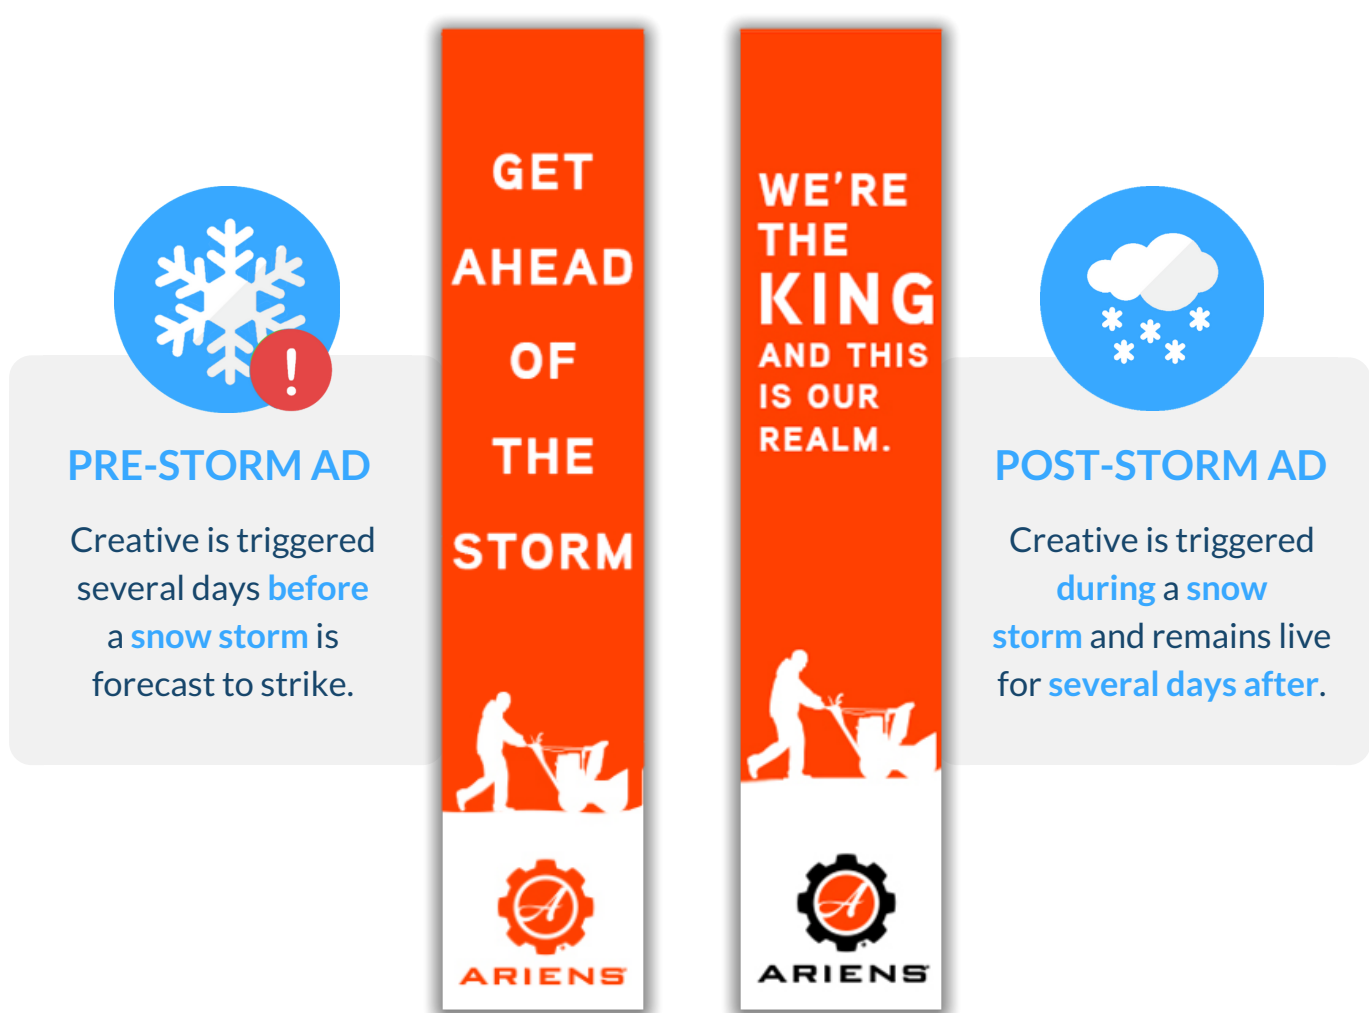 PRE-STORM AD
Creative is triggered
several days before
a snow storm is
forecast to strike.
GET
AHEAD
OF
THE
STORM
A
ARIENS
WE'RE
THE
KING
AND THIS
IS OUR
REALM.
A
ARIENS
POST-STORM AD
Creative is triggered
during a snow
storm and remains live
for several days after.